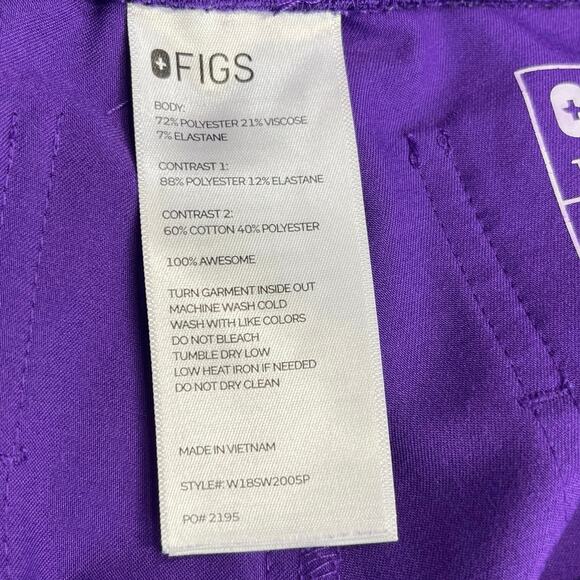 FIGS
BODY:
72% POLYESTER 21% VISCOSE
7% ELASTANE
CONTRAST 1:
88% POLYESTER 12% ELASTANE
CONTRAST 2:
60% COTTON 40% POLYESTER
100% AWESOME
TURN GARMENT INSIDE OUT
MACHINE WASH COLD
WASH WITH LIKE COLORS
DO NOT BLEACH
TUMBLE DRY LOW
LOW HEAT IRON IF NEEDED
DO NOT DRY CLEAN
MADE IN VIETNAM
STYLE#: W18SW2005P
PO# 2195